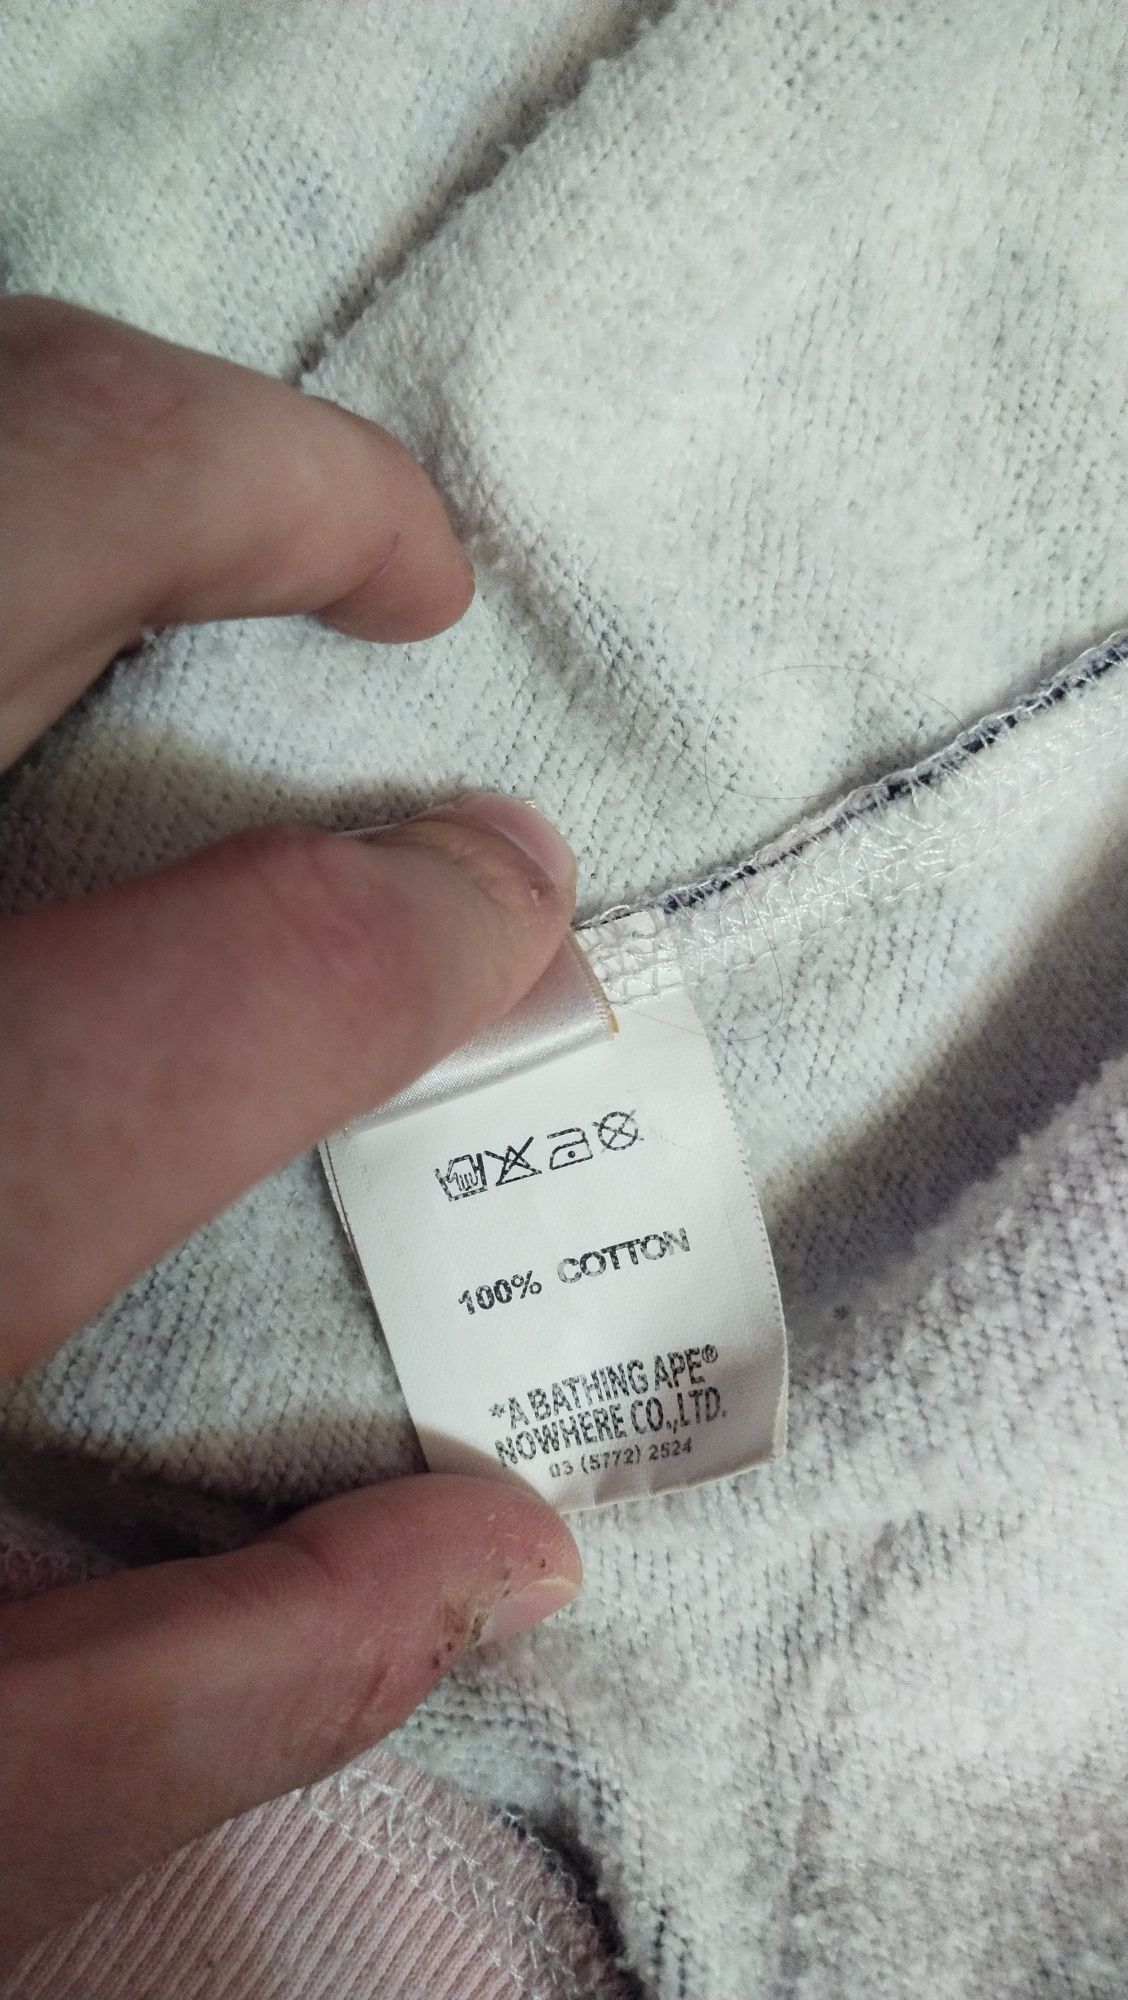 100% COTTON
*A BATHING APE®
NOWHERE CO.,LTD.
03 (5772) 2524